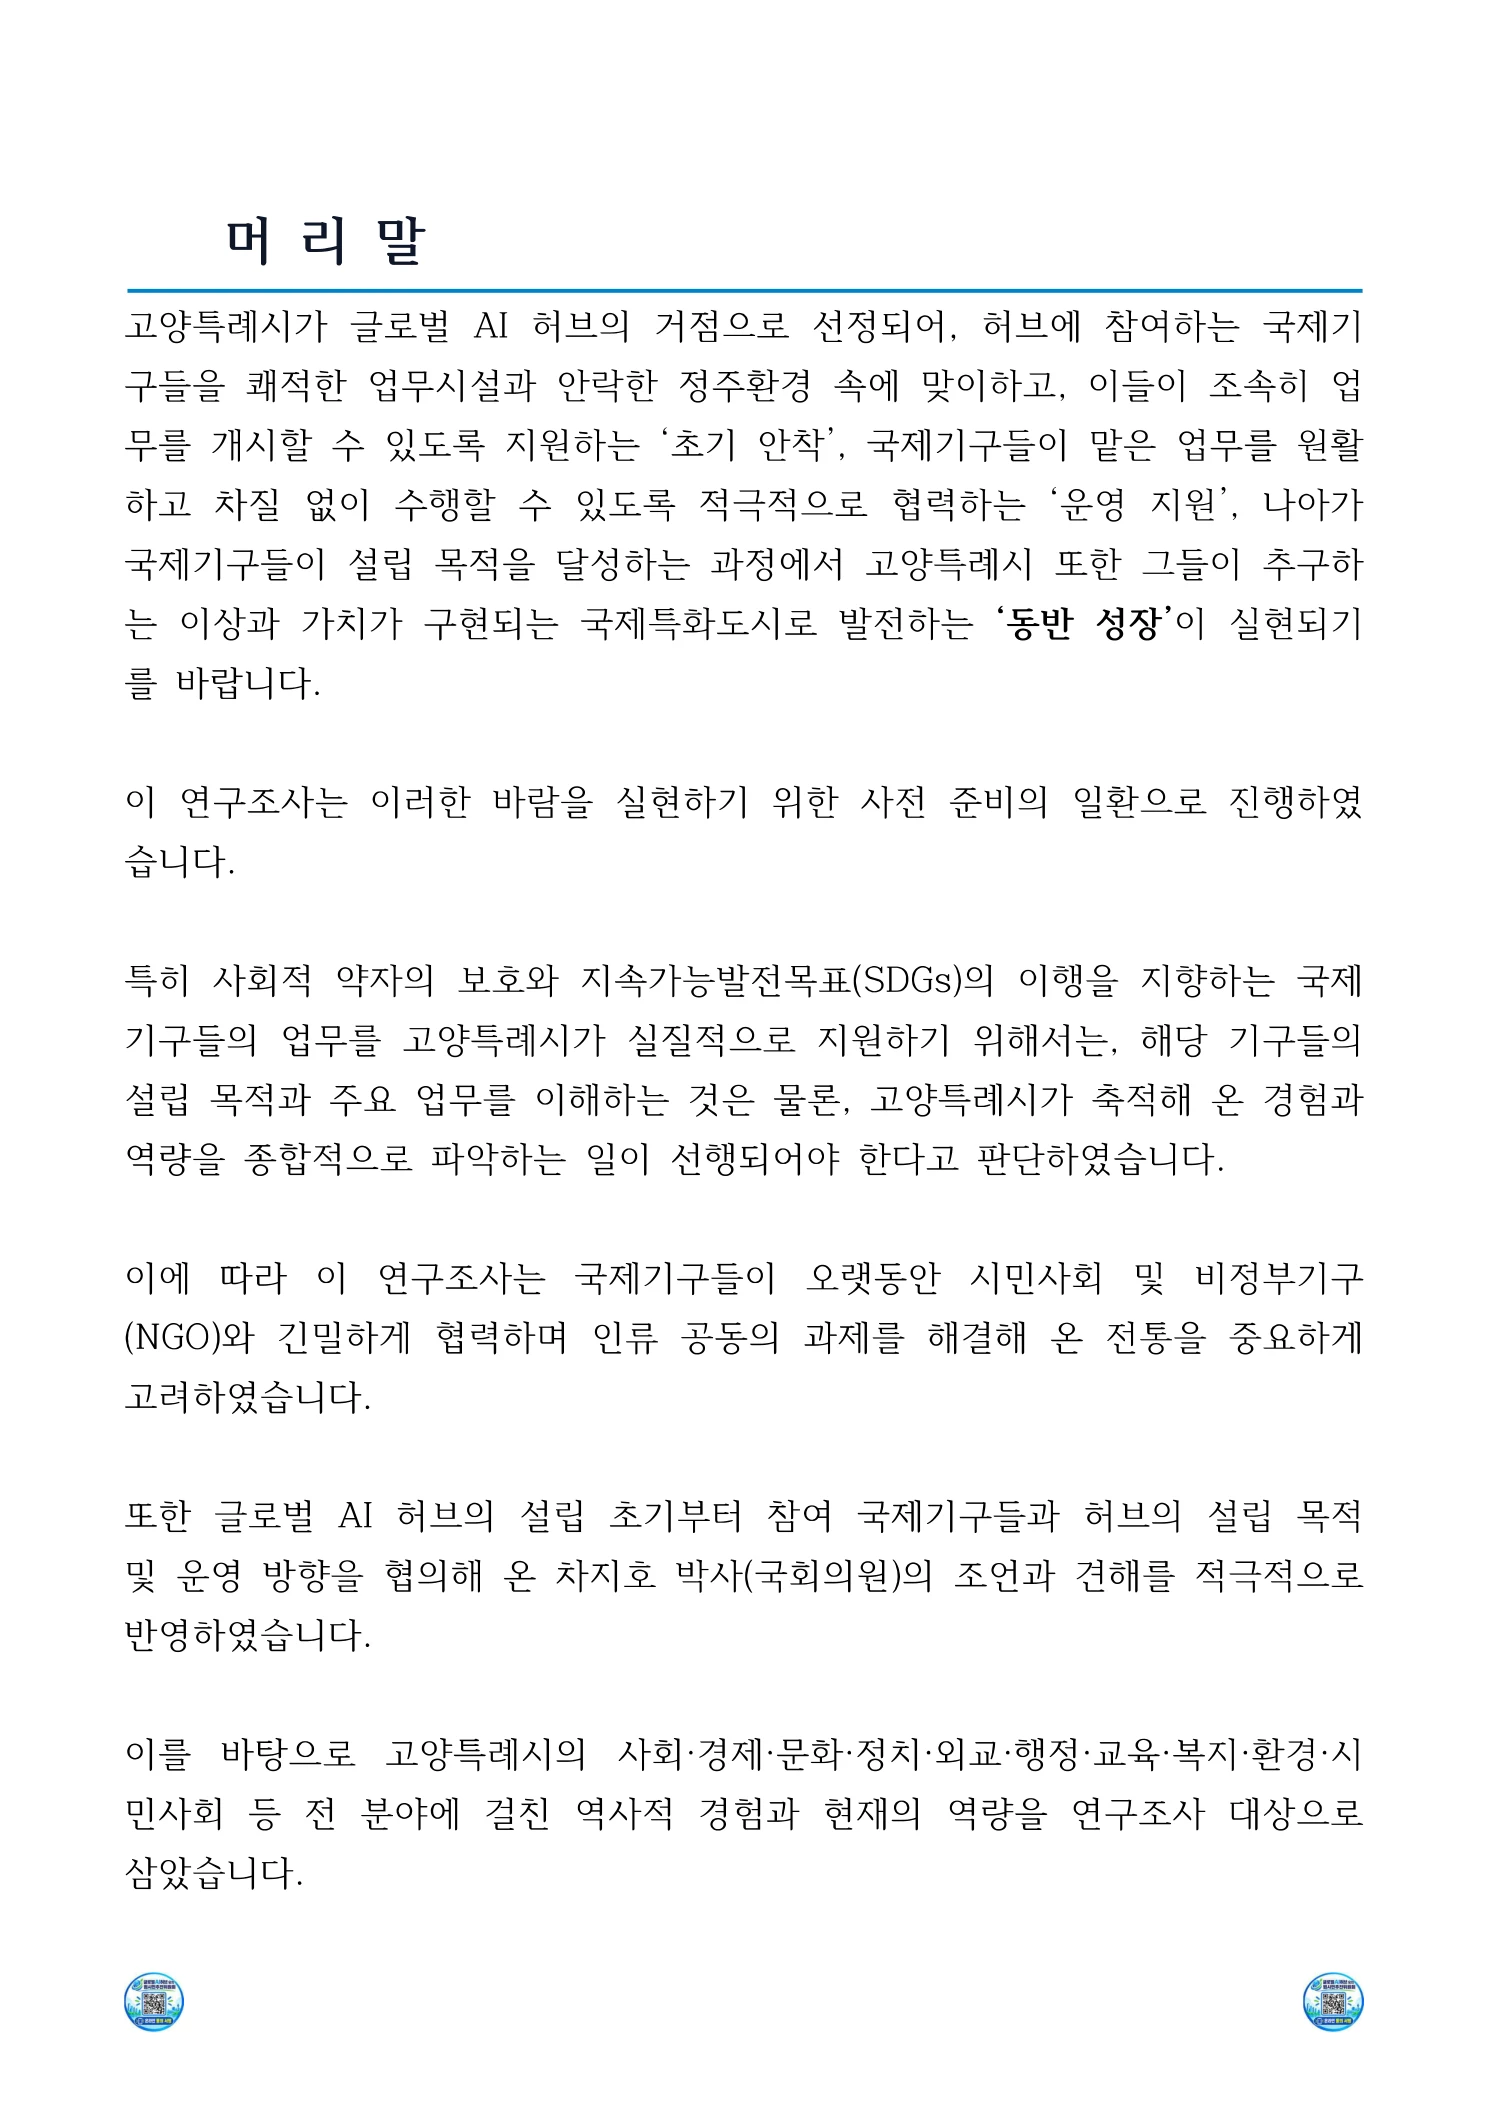 머 리 말
고양특례시가 글로벌 AI 허브의 거점으로 선정되어, 허브에 참여하는 국제기
구들을 쾌적한 업무시설과 안락한 정주환경 속에 맞이하고, 이들이 조속히 업
무를 개시할 수 있도록 지원하는 ‘초기 안착’, 국제기구들이 맡은 업무를 원활
하고 차질 없이 수행할 수 있도록 적극적으로 협력하는 ‘운영 지원’, 나아가
국제기구들이 설립 목적을 달성하는 과정에서 고양특례시 또한 그들이 추구하
는 이상과 가치가 구현되는 국제특화도시로 발전하는 ‘동반 성장’이 실현되기
를 바랍니다.
이 연구조사는 이러한 바람을 실현하기 위한 사전 준비의 일환으로 진행하였
습니다.
특히 사회적 약자의 보호와 지속가능발전목표(SDGs)의 이행을 지향하는 국제
기구들의 업무를 고양특례시가 실질적으로 지원하기 위해서는, 해당 기구들의
설립 목적과 주요 업무를 이해하는 것은 물론, 고양특례시가 축적해 온 경험과
역량을 종합적으로 파악하는 일이 선행되어야 한다고 판단하였습니다.
이에 따라 이 연구조사는 국제기구들이 오랫동안 시민사회 및 비정부기구
(NGO)와 긴밀하게 협력하며 인류 공동의 과제를 해결해 온 전통을 중요하게
고려하였습니다.
또한 글로벌 AI 허브의 설립 초기부터 참여 국제기구들과 허브의 설립 목적
및 운영 방향을 협의해 온 차지호 박사(국회의원)의 조언과 견해를 적극적으로
반영하였습니다.
이를 바탕으로 고양특례시의 사회·경제·문화·정치·외교·행정·교육·복지·환경·시
민사회 등 전 분야에 걸친 역사적 경험과 현재의 역량을 연구조사 대상으로
삼았습니다.